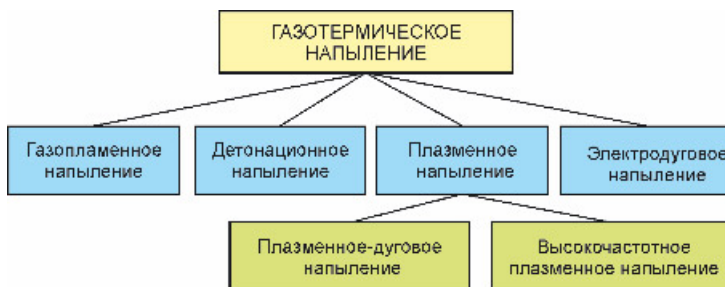 ГАЗОТЕРМИЧЕСКОЕ
НАПЫЛЕНИЕ
Газопламенное
напыление
Детонационное
напыление
Плазменное
напыление
Электродуговое
напыление
Плазменное-дуговое
напыление
Высокочастотное
плазменное напыление